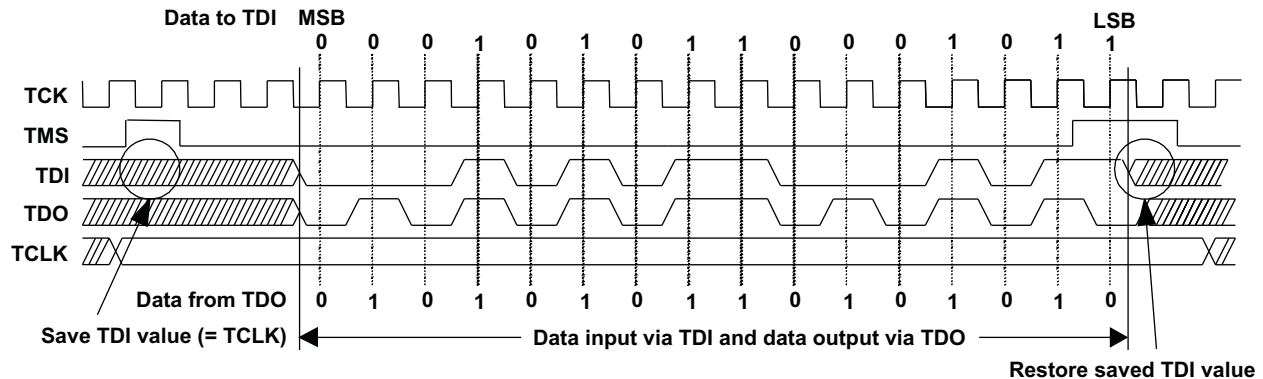 Data to TDI MSB LSB
0 0 0 1 0 1 0 1 1 0 0 0 1 0 1 1
TCK
TMS
TDI
TDO
TCLK
Data from TDO 0 1 0 1 0 1 0 1 1 0 1 0 1 0 1 0
Save TDI value (= TCLK) Data input via TDI and data output via TDO
Restore saved TDI value